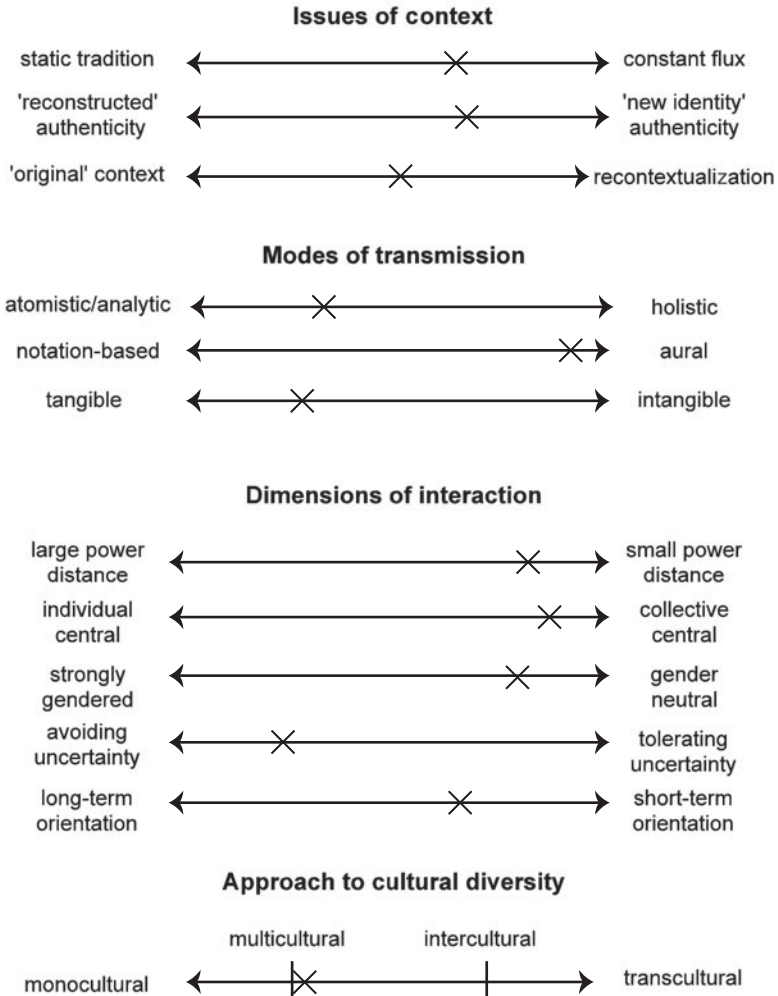 Issues of context
static tradition constant flux
'reconstructed' 'new identity'
authenticity authenticity
'original' context recontextualization
Modes of transmission
atomistic/analytic holistic
notation-based aural
tangible intangible
Dimensions of interaction
large power small power
distance distance
individual collective
central central
strongly gender
gendered neutral
avoiding tolerating
uncertainty uncertainty
long-term short-term
orientation orientation
Approach to cultural diversity
multicultural intercultural
monocultural transcultural